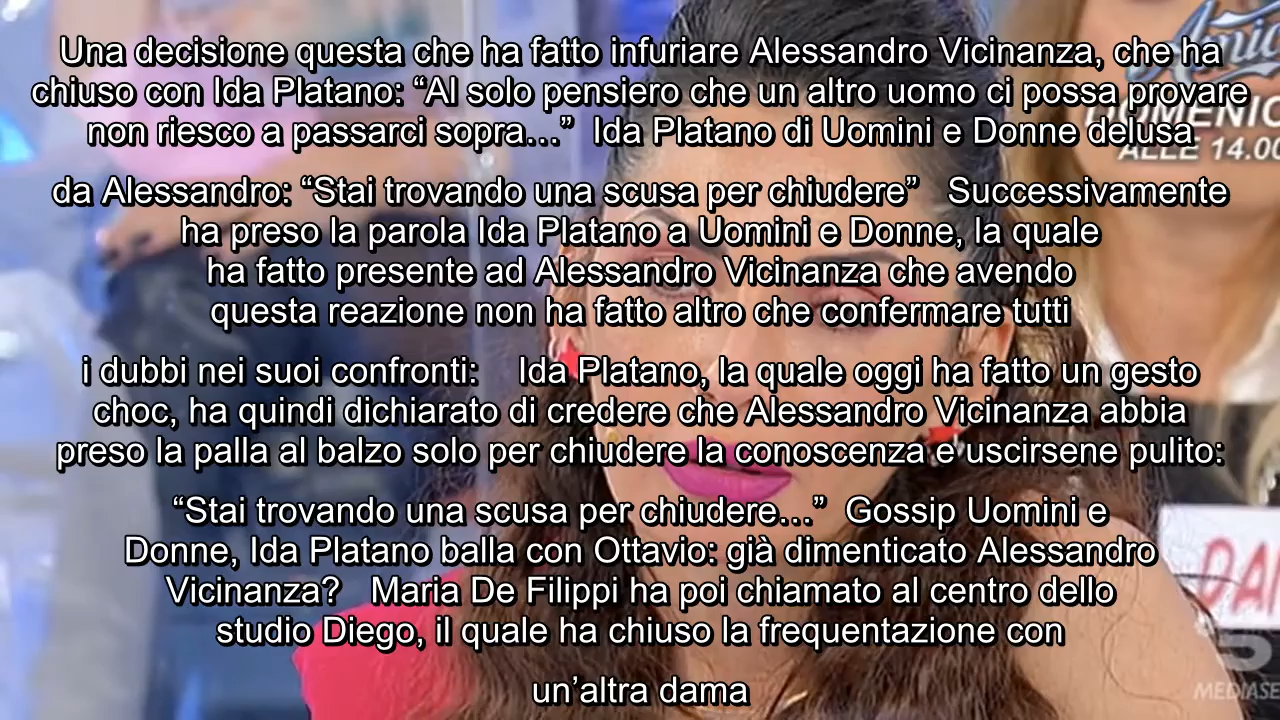 Una decisione questa che ha fatto infuriare Alessandro Vicinanza, che ha
chiuso con Ida Platano: “Al solo pensiero che un altro uomo ci possa provare
non riesco a passarci sopra…”  Ida Platano di Uomini e Donne delusa
da Alessandro: “Stai trovando una scusa per chiudere”   Successivamente
ha preso la parola Ida Platano a Uomini e Donne, la quale
ha fatto presente ad Alessandro Vicinanza che avendo
questa reazione non ha fatto altro che confermare tutti
i dubbi nei suoi confronti:    Ida Platano, la quale oggi ha fatto un gesto
choc, ha quindi dichiarato di credere che Alessandro Vicinanza abbia
preso la palla al balzo solo per chiudere la conoscenza e uscirsene pulito:
“Stai trovando una scusa per chiudere…”  Gossip Uomini e
Donne, Ida Platano balla con Ottavio: già dimenticato Alessandro
Vicinanza?   Maria De Filippi ha poi chiamato al centro dello
studio Diego, il quale ha chiuso la frequentazione con
un’altra dama
ALLE 14.00
5